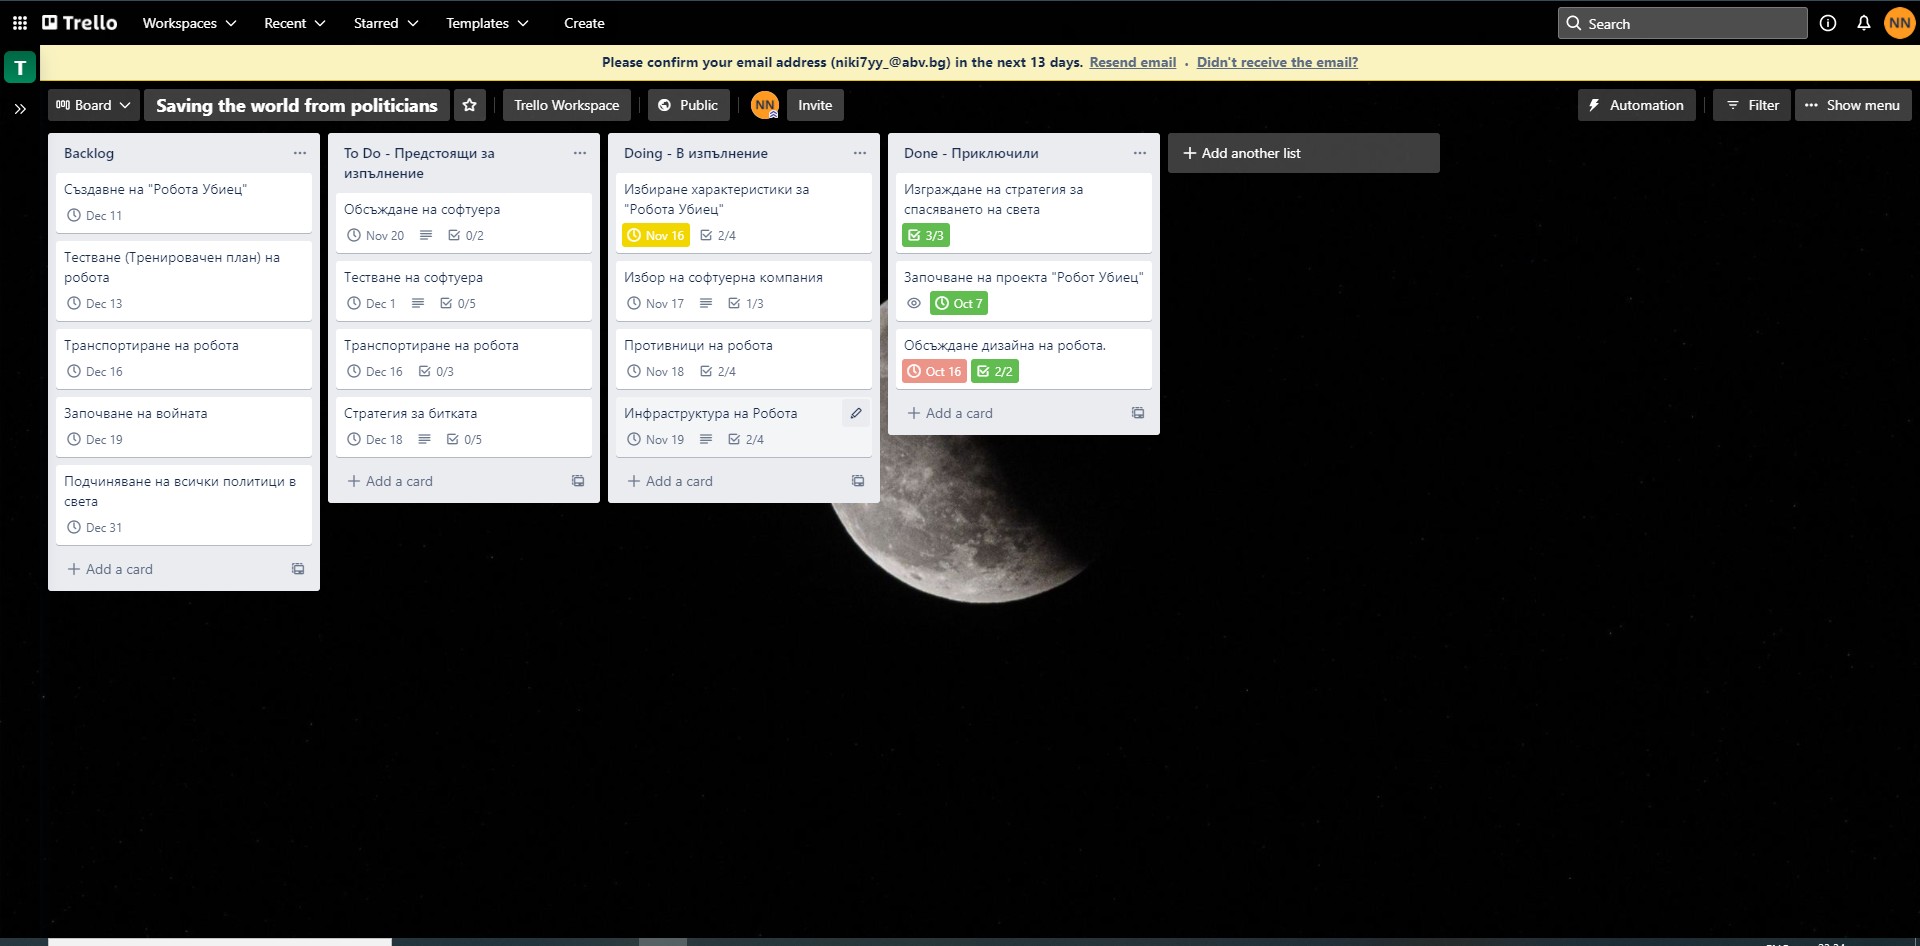 Trello
Workspaces
Recent
Starred
Templates
Create
Search
NN
T
Please confirm your email address (niki7yy_@abv.bg) in the next 13 days. Resend email · Didn't receive the email?
Board
Saving the world from politicians
Trello Workspace
Public
NN
Invite
Automation
Filter
Show menu
Backlog
Създавне на "Робота Убиец"
Dec 11
Тестване (Тренировачен план) на
робота
Dec 13
Транспортиране на робота
Dec 16
Започване на войната
Dec 19
Подчиняване на всички политици в
света
Dec 31
+ Add a card
To Do - Предстоящи за
изпълнение
Обсъждане на софтуера
Nov 20 0/2
Тестване на софтуера
Dec 1 0/5
Транспортиране на робота
Dec 16 0/3
Стратегия за битката
Dec 18 0/5
+ Add a card
Doing - В изпълнение
Избиране характеристики за
"Робота Убиец"
Nov 16 2/4
Избор на софтуерна компания
Nov 17 1/3
Противници на робота
Nov 18 2/4
Инфраструктура на Робота
Nov 19 2/4
+ Add a card
Done - Приключили
Изграждане на стратегия за
спасяването на света
3/3
Започване на проекта "Робот Убиец"
Oct 7
Обсъждане дизайна на робота.
Oct 16 2/2
+ Add a card
+ Add another list